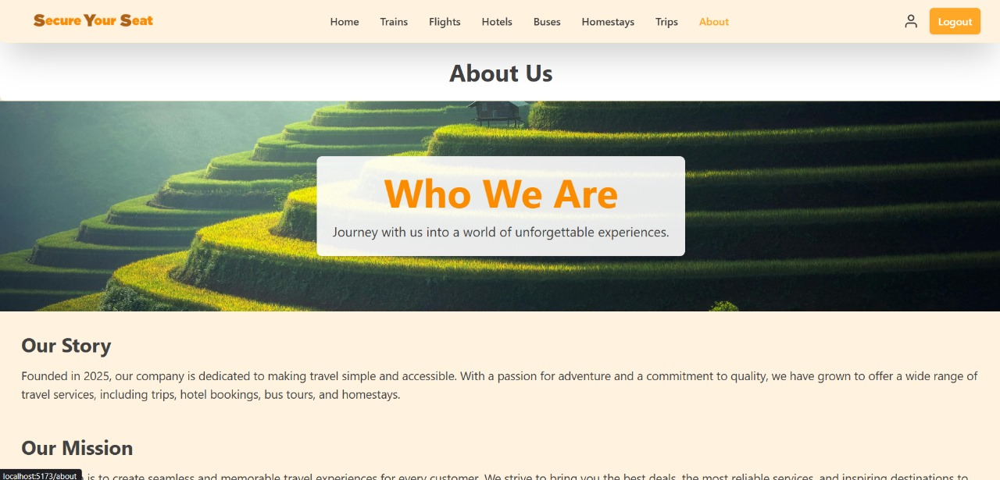 Secure Your Seat
Home Trains Flights Hotels Buses Homestays Trips About
Logout
About Us
Who We Are
Journey with us into a world of unforgettable experiences.
Our Story
Founded in 2025, our company is dedicated to making travel simple and accessible. With a passion for adventure and a commitment to quality, we have grown to offer a wide range of
travel services, including trips, hotel bookings, bus tours, and homestays.
Our Mission
is to create seamless and memorable travel experiences for every customer. We strive to bring you the best deals, the most reliable services, and inspiring destinations to
localhost:5173/about